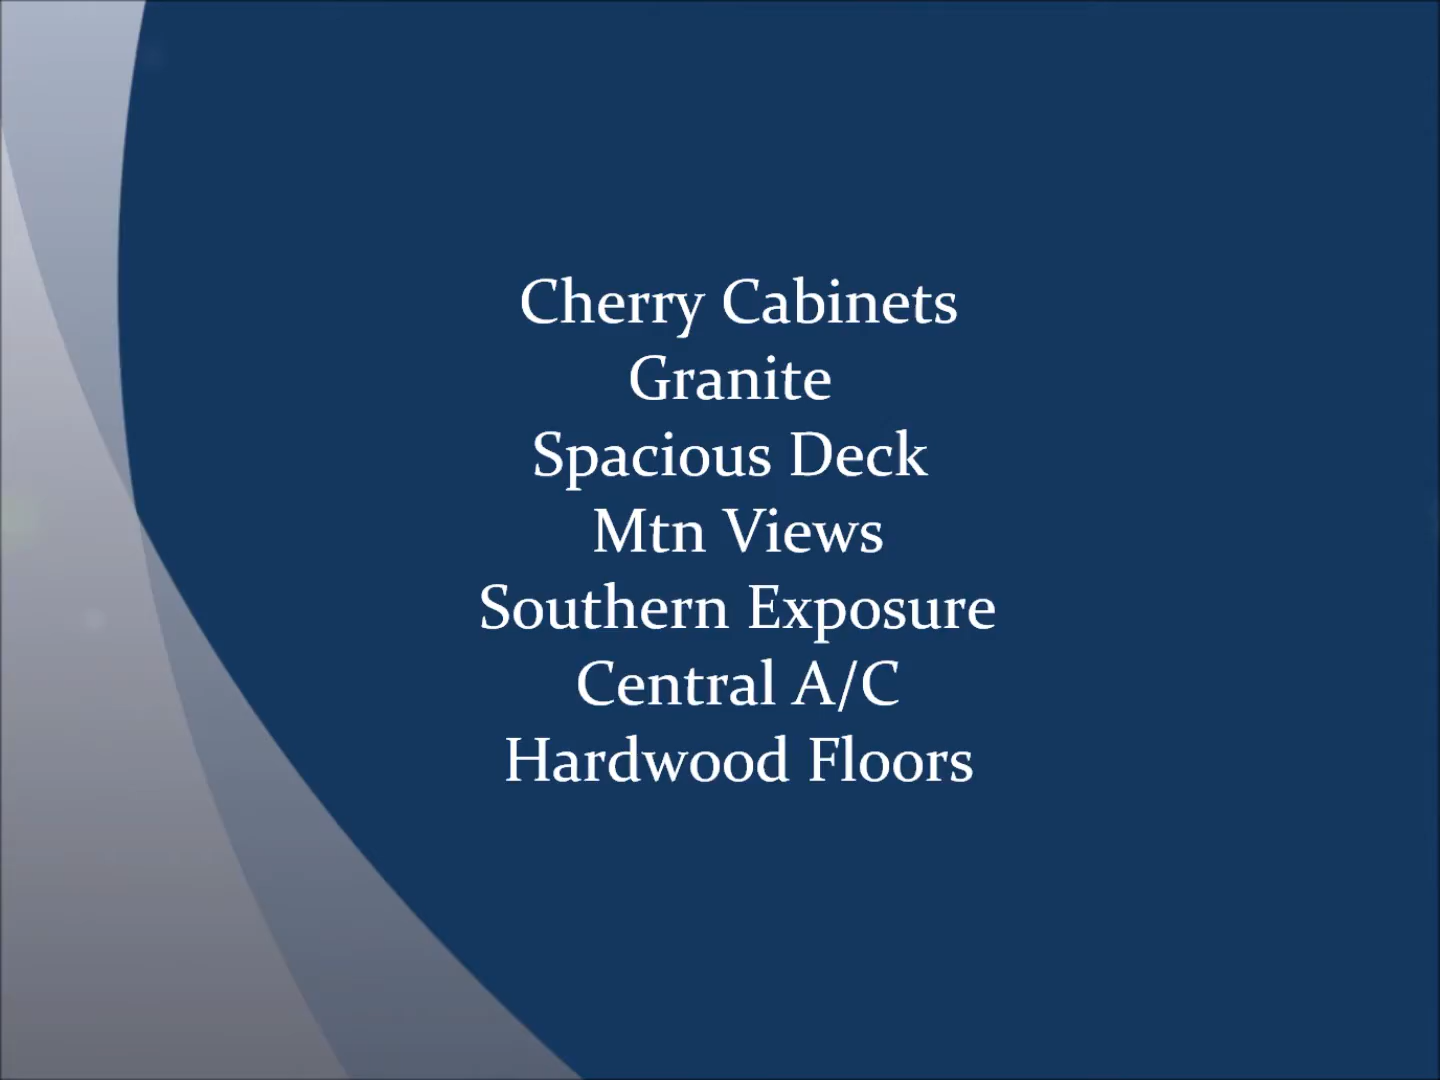 Cherry Cabinets
Granite
Spacious Deck
Mtn Views
Southern Exposure
Central A/C
Hardwood Floors